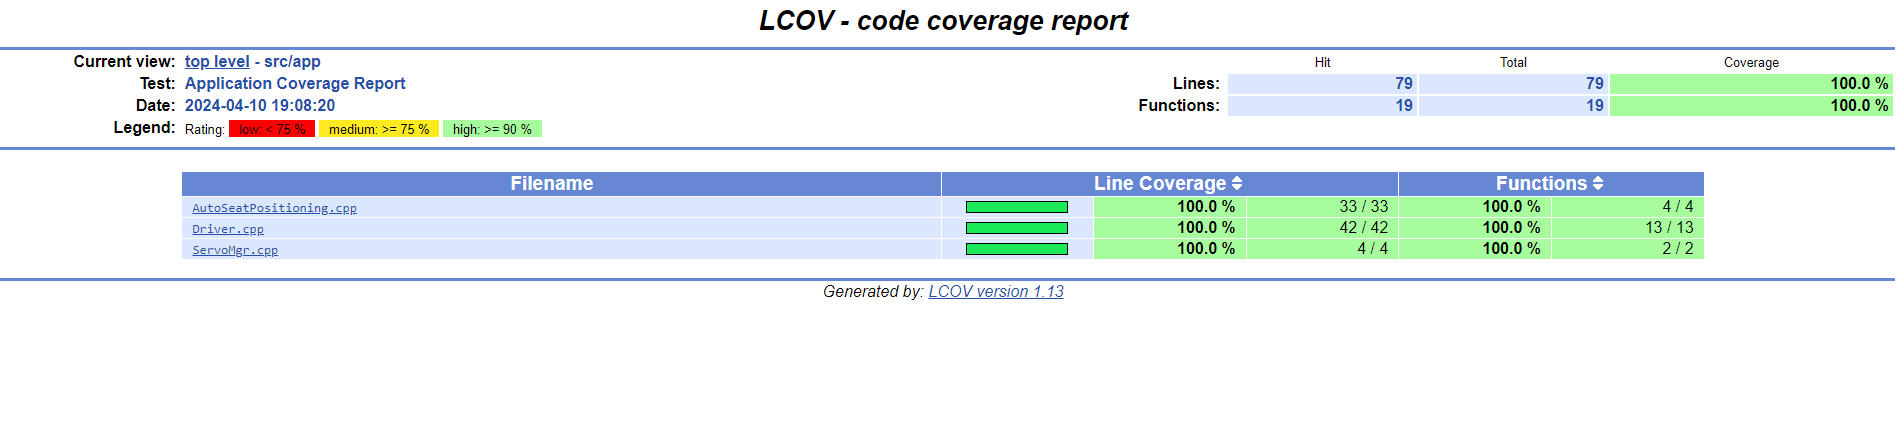 LCOV - code coverage report
Current view: top level - src/app Hit Total Coverage
Test: Application Coverage Report Lines: 79 79 100.0 %
Date: 2024-04-10 19:08:20 Functions: 19 19 100.0 %
Legend: Rating: low: < 75 % medium: >= 75 % high: >= 90 %
Filename Line Coverage Functions
AutoSeatPositioning.cpp 100.0 % 33 / 33 100.0 % 4 / 4
Driver.cpp 100.0 % 42 / 42 100.0 % 13 / 13
ServoMgr.cpp 100.0 % 4 / 4 100.0 % 2 / 2
Generated by: LCOV version 1.13